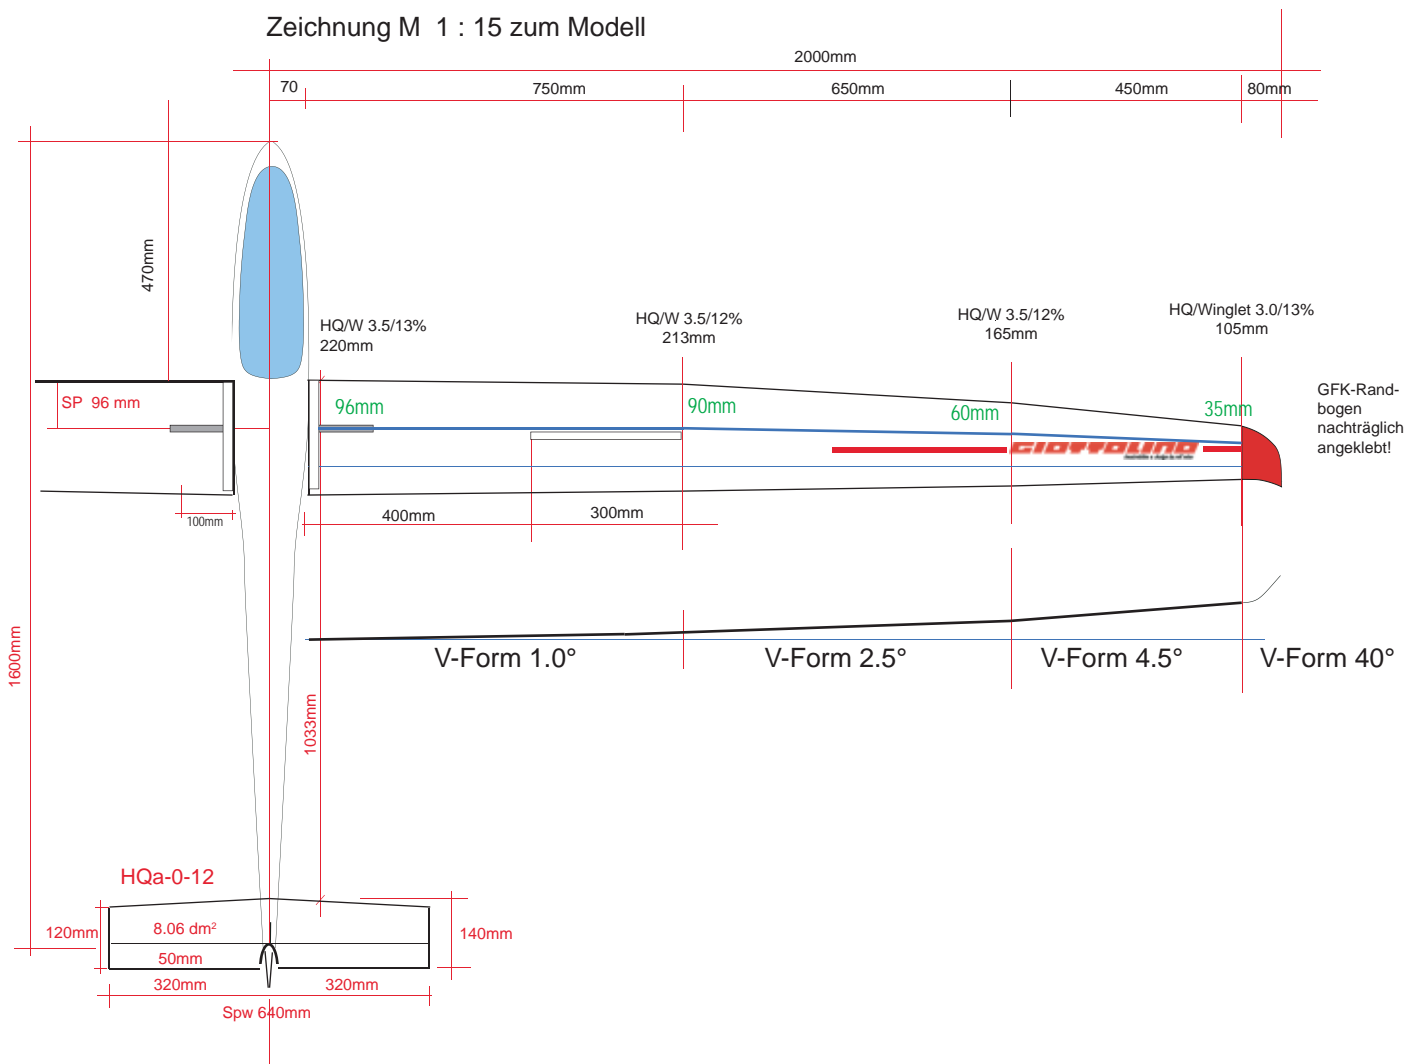 Zeichnung M 1 : 15 zum Modell
2000mm
70
750mm
650mm
450mm
80mm
470mm
HQ/W 3.5/13%
220mm
HQ/W 3.5/12%
213mm
HQ/W 3.5/12%
165mm
HQ/Winglet 3.0/13%
105mm
SP 96 mm
96mm
90mm
60mm
35mm
GFK-Rand-
bogen
nachträglich
angeklebt!
GIOTTOLINO
100mm
400mm
300mm
1600mm
V-Form 1.0°
V-Form 2.5°
V-Form 4.5°
V-Form 40°
1033mm
HQa-0-12
120mm
8.06 dm²
140mm
50mm
320mm
320mm
Spw 640mm